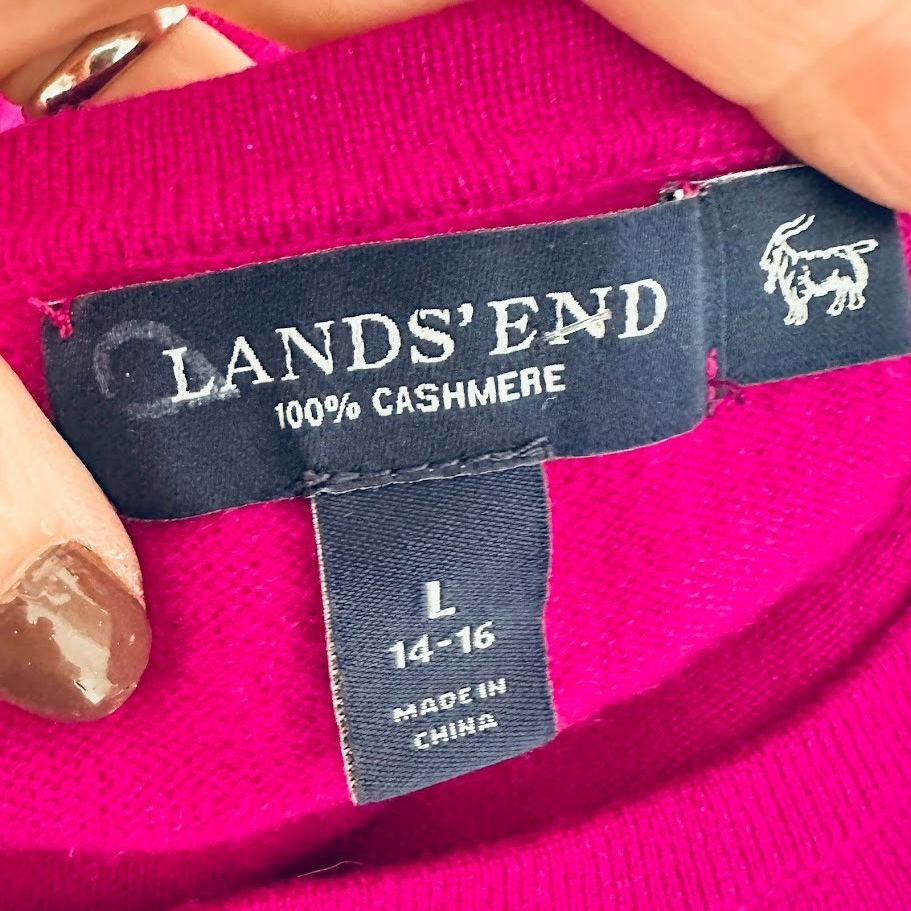 LANDS' END
100% CASHMERE
L
14-16
MADE IN
CHINA